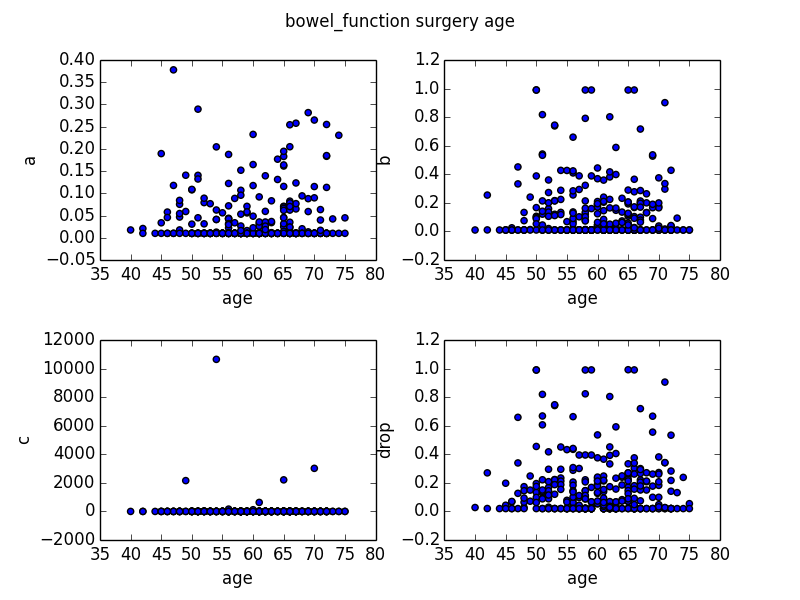 bowel_function surgery age
0.40
0.35
0.30
0.25
0.20
0.15
0.10
0.05
0.00
−0.05
a
35 40 45 50 55 60 65 70 75 80
age
1.2
1.0
0.8
0.6
0.4
0.2
0.0
−0.2
b
35 40 45 50 55 60 65 70 75 80
age
12000
10000
8000
6000
4000
2000
0
−2000
c
35 40 45 50 55 60 65 70 75 80
age
1.2
1.0
0.8
0.6
0.4
0.2
0.0
−0.2
drop
35 40 45 50 55 60 65 70 75 80
age